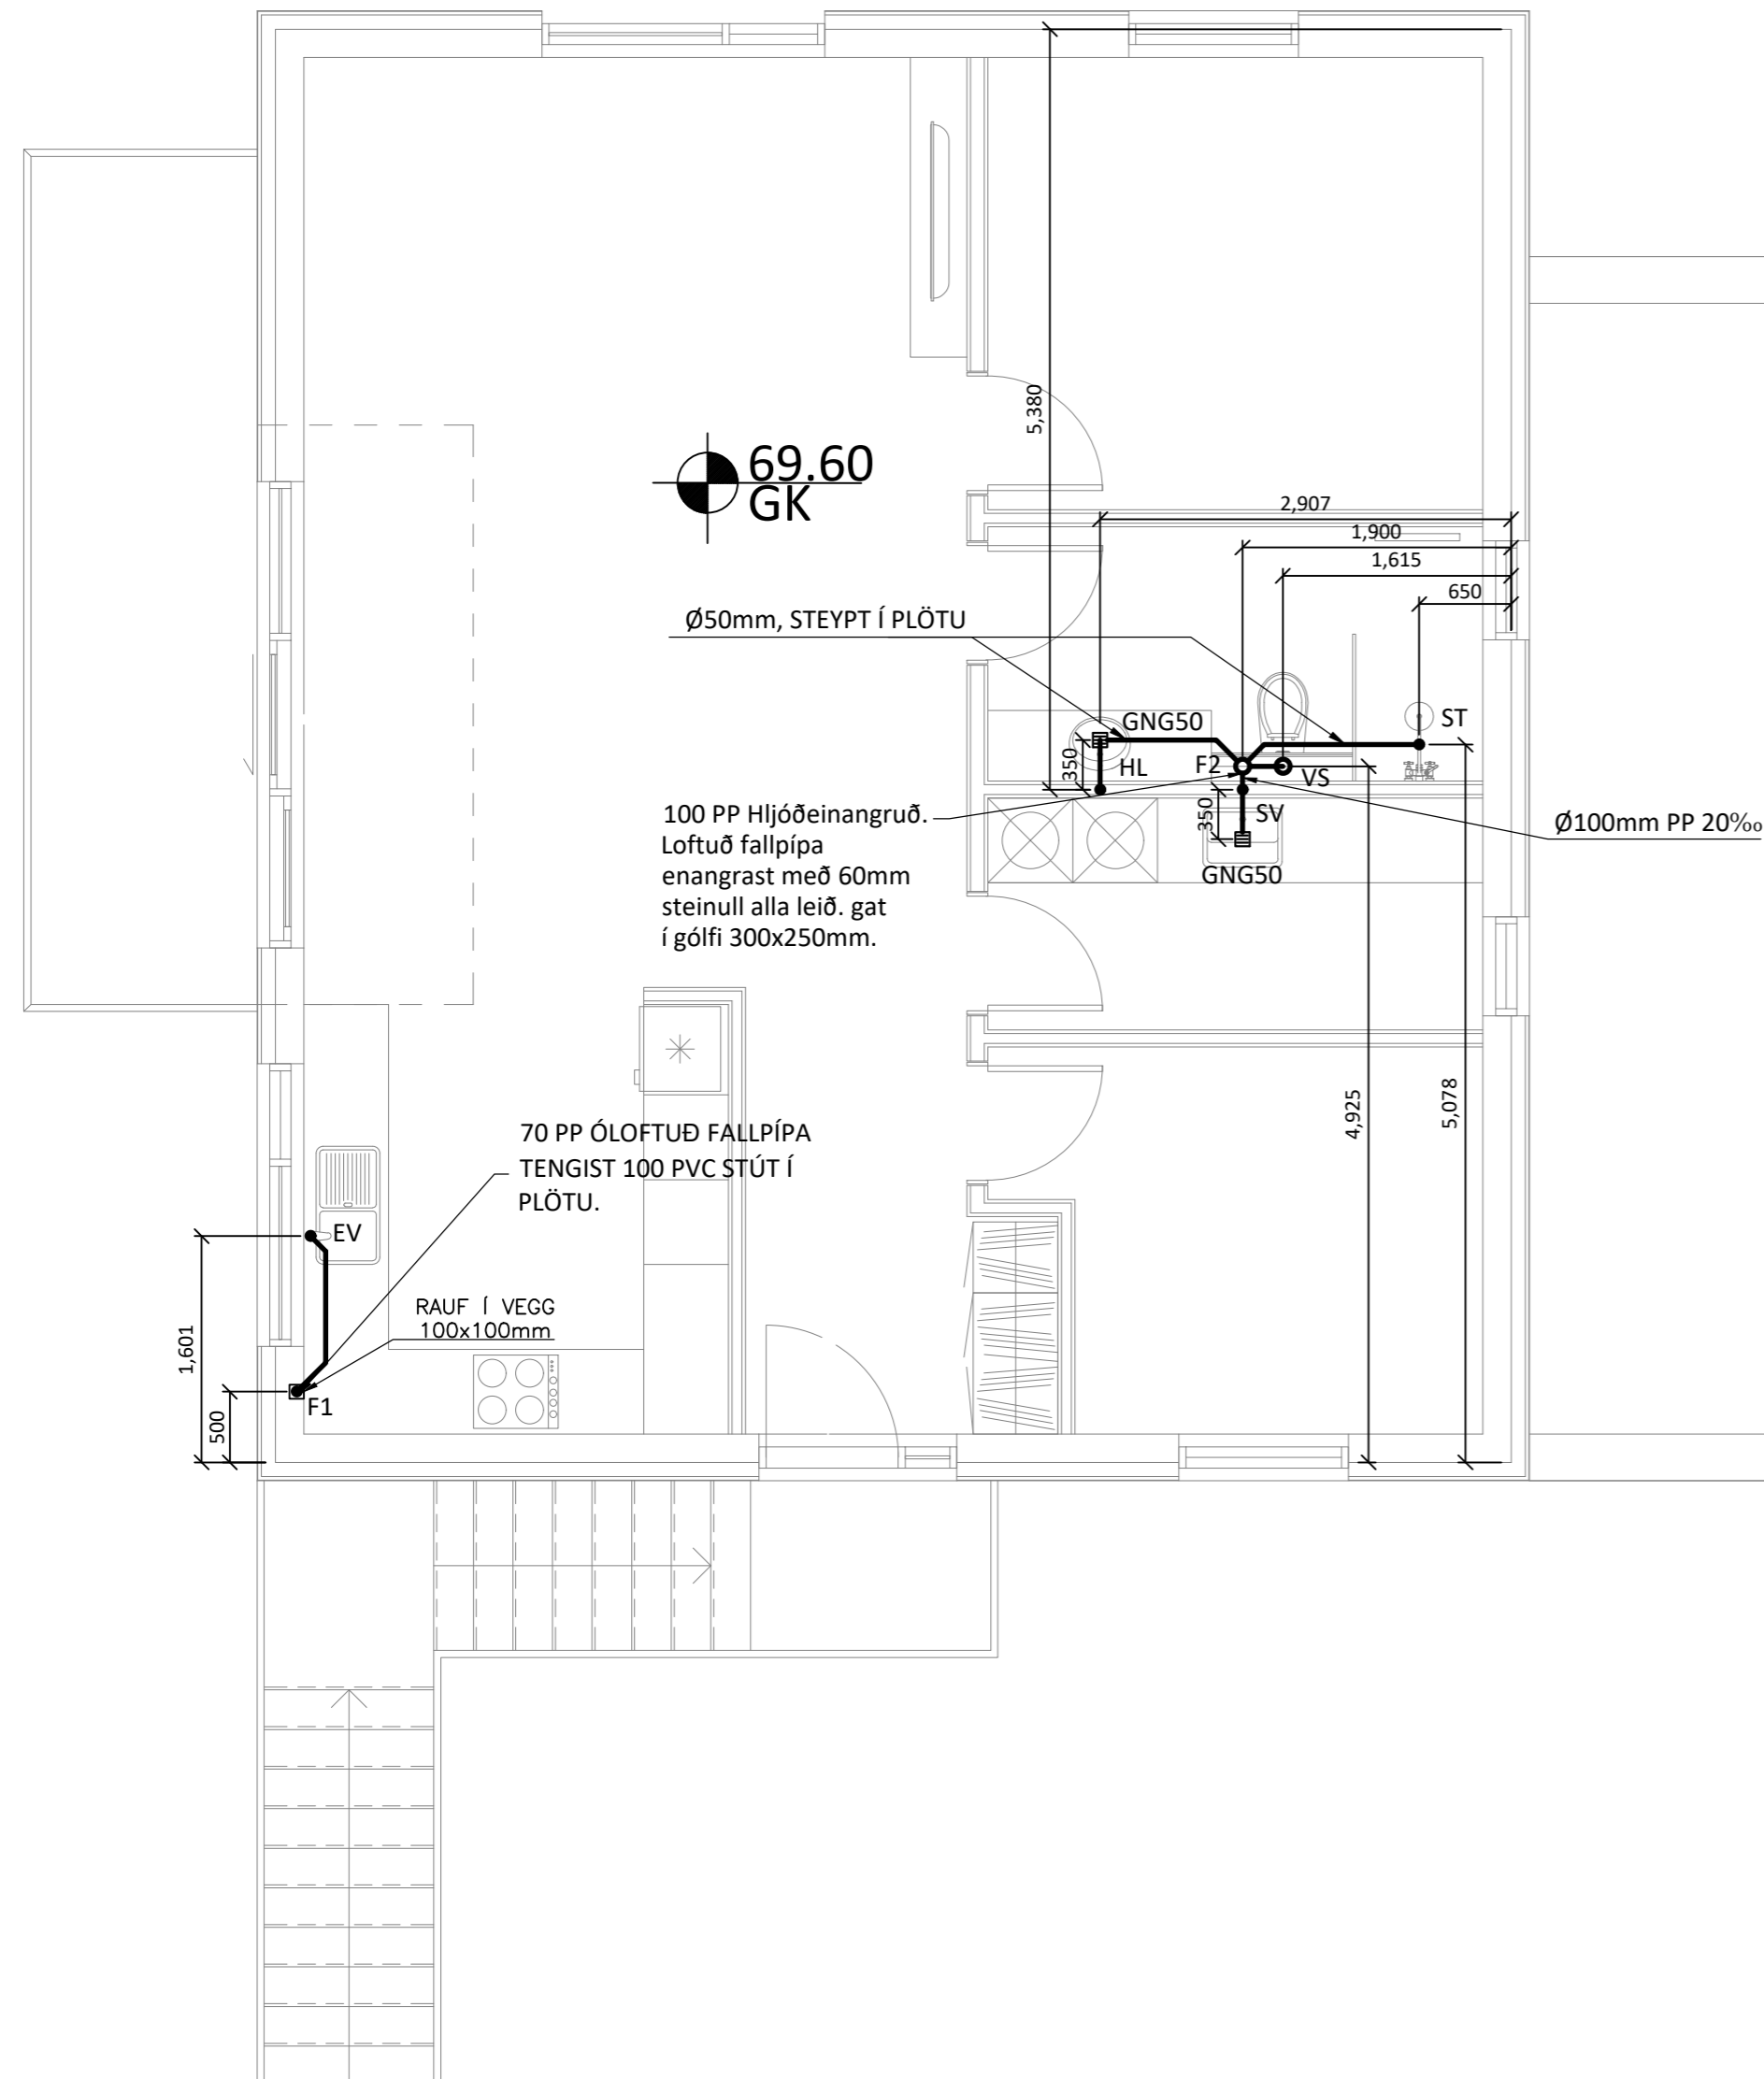 5,380
69.60
GK
2,907
1,900
1,615
650
Ø50mm, STEYPT Í PLÖTU
GNG50
ST
350
HL
F2
VS
100 PP Hljóðeinangruð.
Loftuð fallpípa
enangrast með 60mm
steinull alla leið. gat
í gólfi 300x250mm.
350
SV
Ø100mm PP 20‰
GNG50
4,925
5,078
70 PP ÓLOFTUÐ FALLPÍPA
TENGIST 100 PVC STÚT Í
PLÖTU.
EV
RAUF Í VEGG
100x100mm
1,601
500
F1